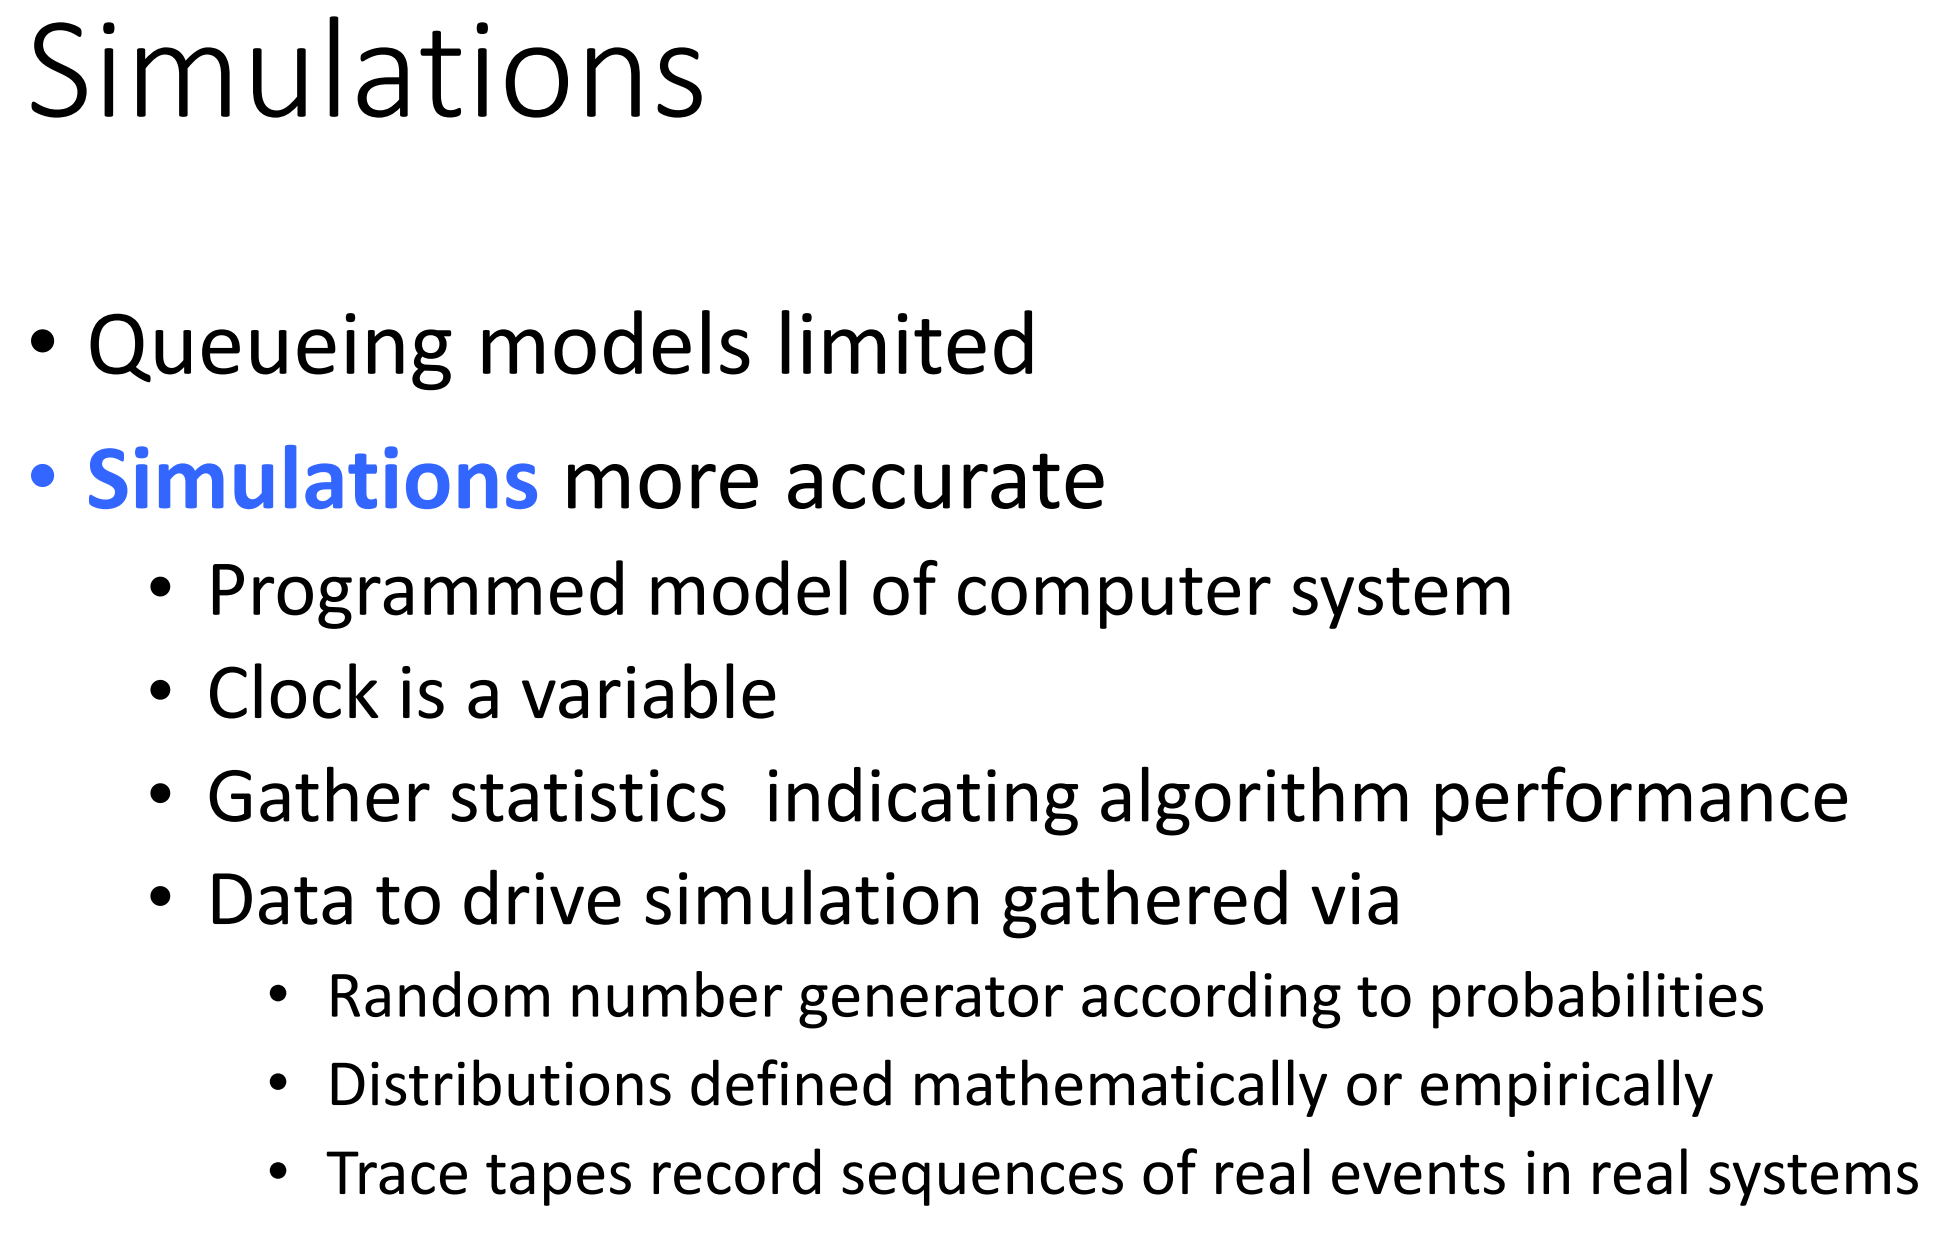 Simulations
• Queueing models limited
• Simulations more accurate
• Programmed model of computer system
• Clock is a variable
• Gather statistics  indicating algorithm performance
• Data to drive simulation gathered via
• Random number generator according to probabilities
• Distributions defined mathematically or empirically
• Trace tapes record sequences of real events in real systems